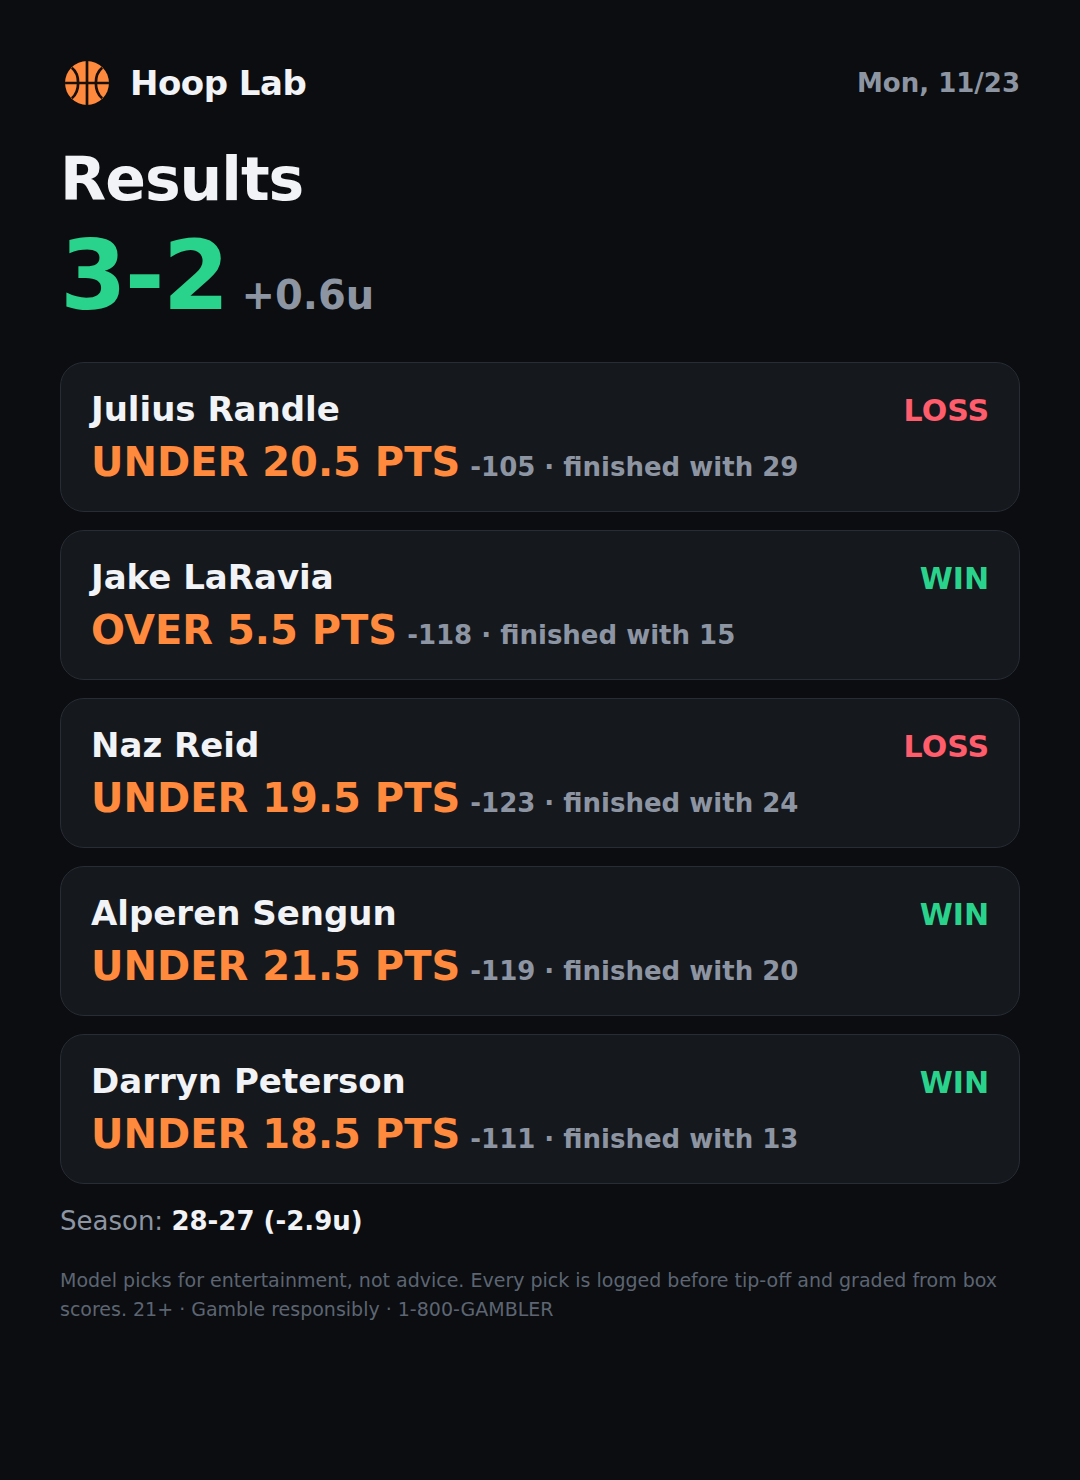 Hoop Lab
Mon, 11/23
Results
3-2 +0.6u
Julius Randle
LOSS
UNDER 20.5 PTS -105 · finished with 29
Jake LaRavia
WIN
OVER 5.5 PTS -118 · finished with 15
Naz Reid
LOSS
UNDER 19.5 PTS -123 · finished with 24
Alperen Sengun
WIN
UNDER 21.5 PTS -119 · finished with 20
Darryn Peterson
WIN
UNDER 18.5 PTS -111 · finished with 13
Season: 28-27 (-2.9u)
Model picks for entertainment, not advice. Every pick is logged before tip-off and graded from box
scores. 21+ · Gamble responsibly · 1-800-GAMBLER